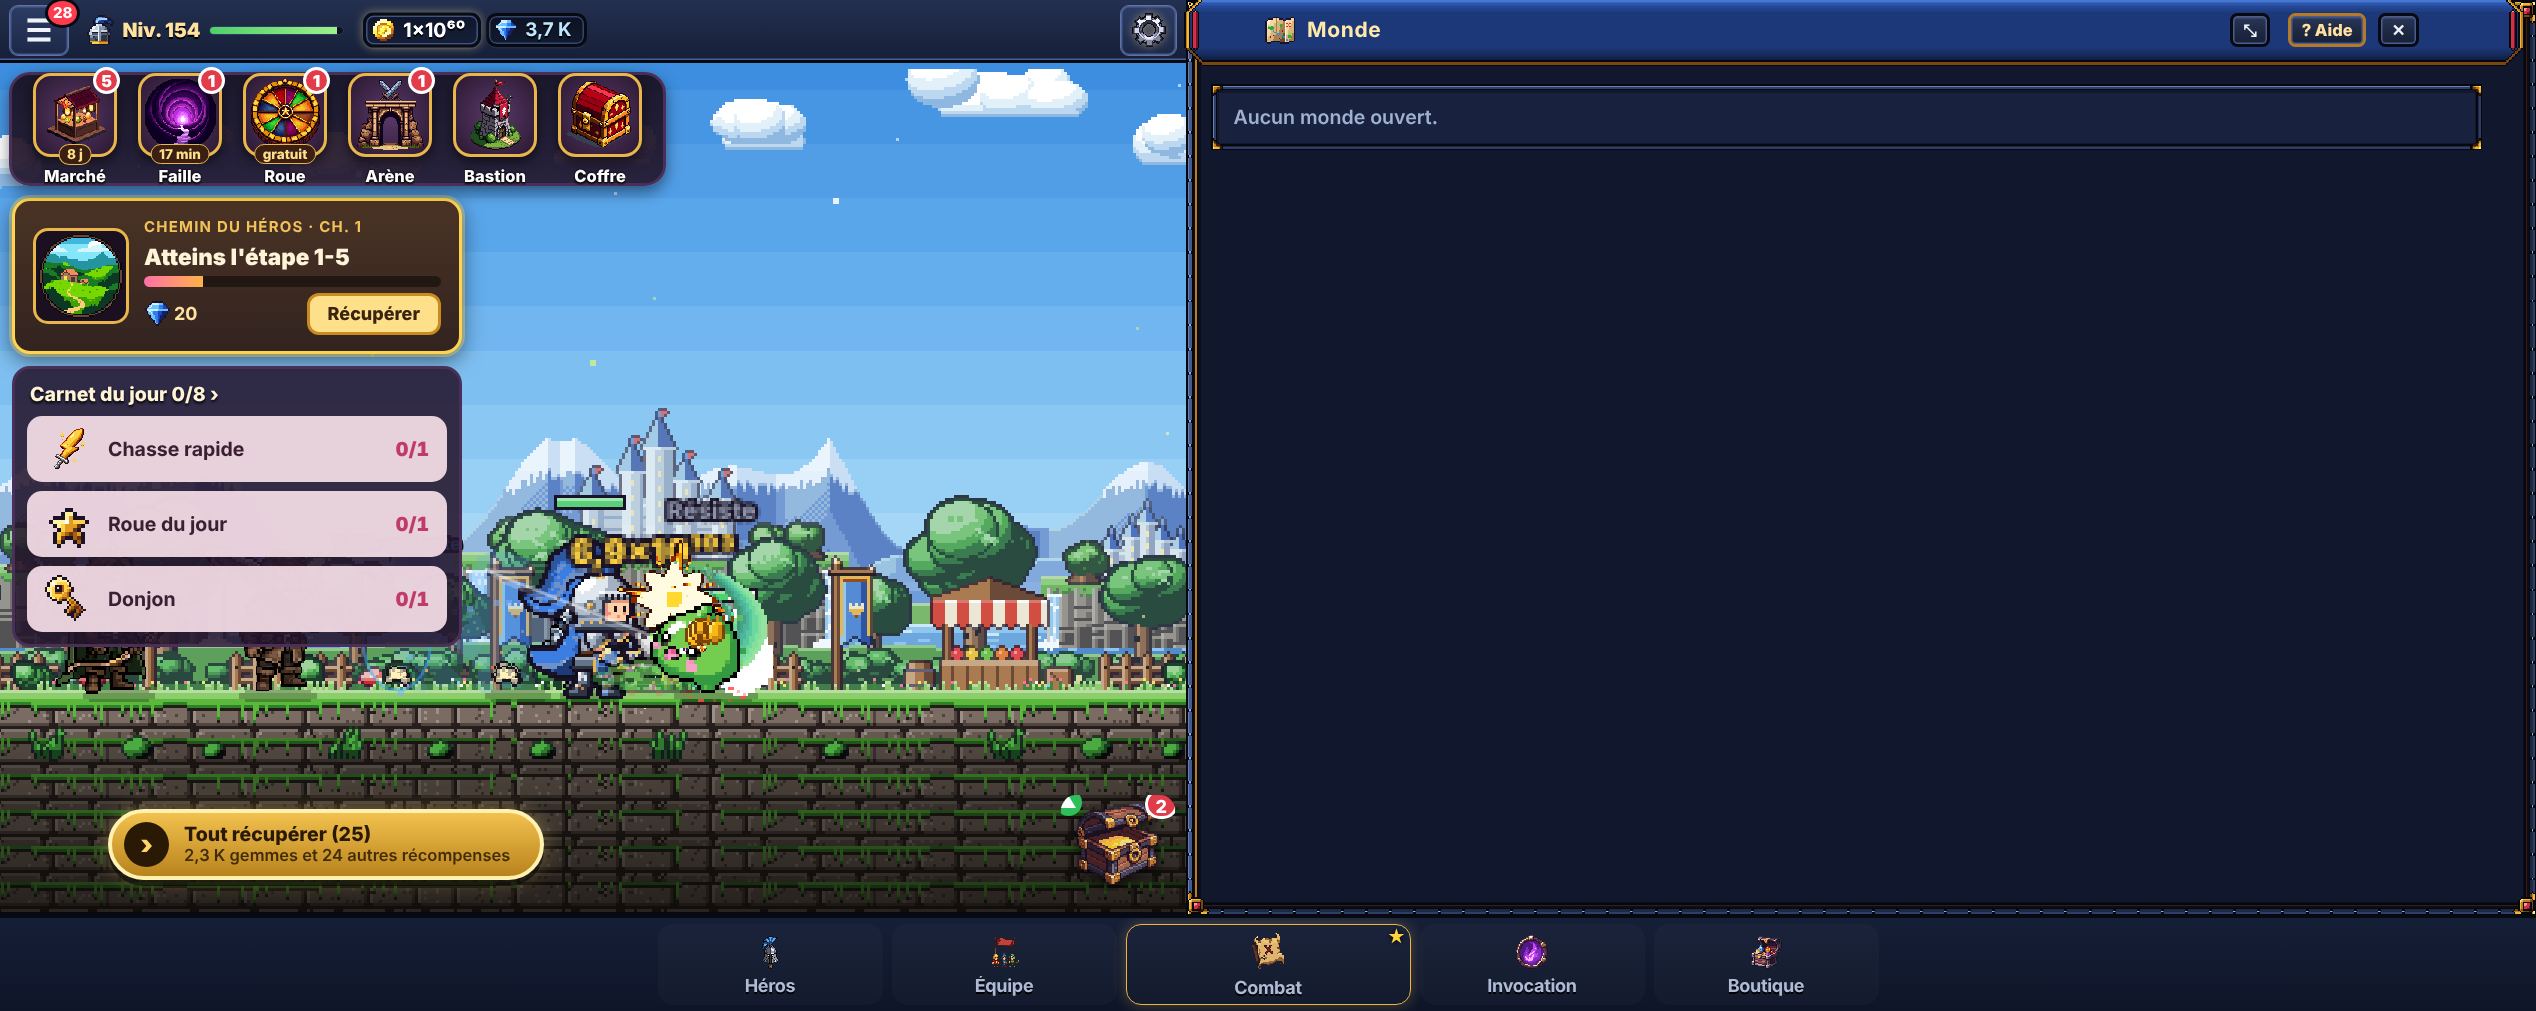 28
Niv. 154
1×10⁶⁰
3,7 K
Monde
? Aide
Aucun monde ouvert.
5
1
1
1
8 j
17 min
gratuit
Marché
Faille
Roue
Arène
Bastion
Coffre
CHEMIN DU HÉROS · CH. 1
Atteins l'étape 1-5
20
Récupérer
Carnet du jour 0/8 ›
Chasse rapide 0/1
Roue du jour 0/1
Donjon 0/1
Résiste
Tout récupérer (25)
2,3 K gemmes et 24 autres récompenses
2
Héros
Équipe
Combat
Invocation
Boutique